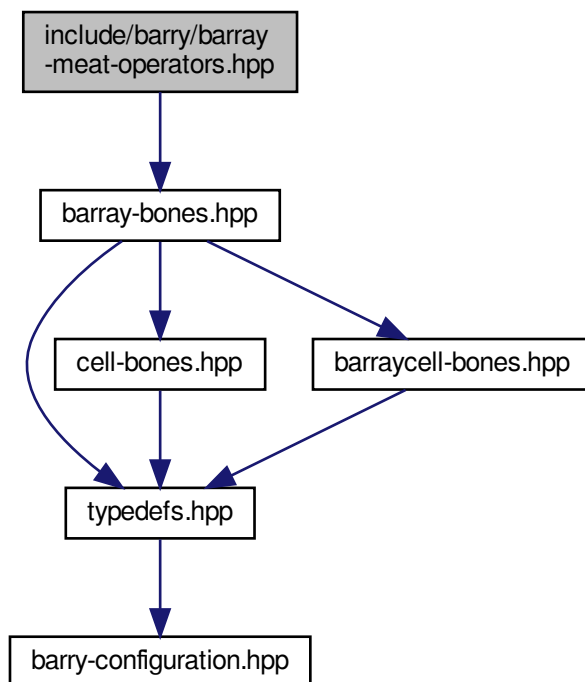 include/barry/barray
-meat-operators.hpp
barray-bones.hpp
cell-bones.hpp
barraycell-bones.hpp
typedefs.hpp
barry-configuration.hpp